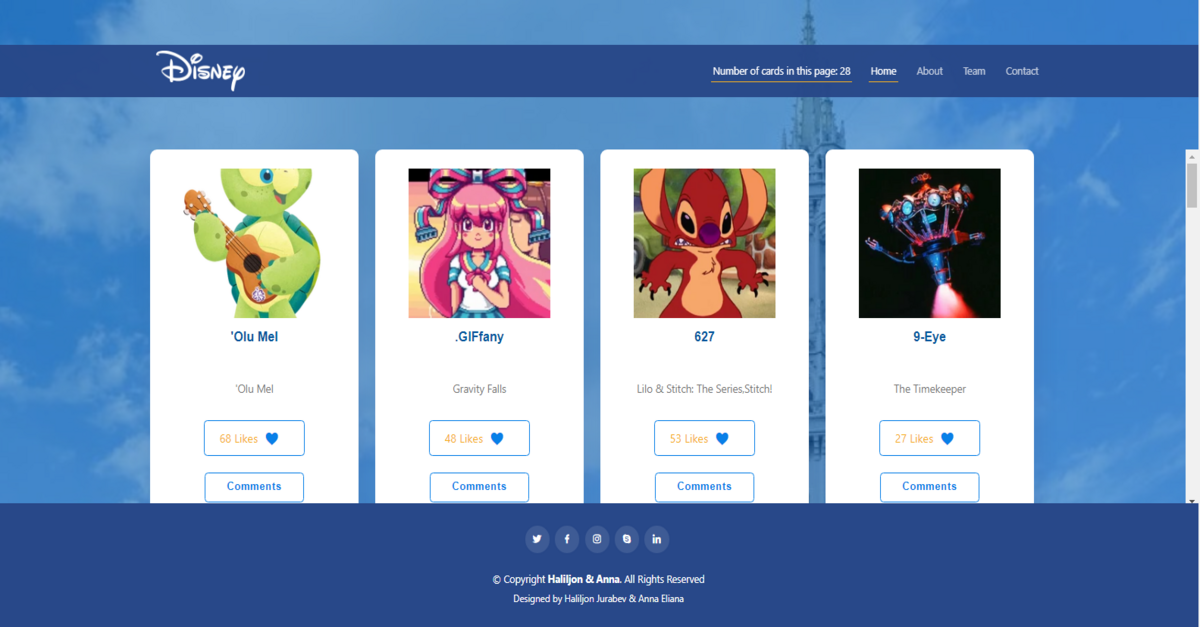 Disney
Number of cards in this page: 28 Home About Team Contact
'Olu Mel
.GIFfany
627
9-Eye
'Olu Mel
Gravity Falls
Lilo & Stitch: The Series,Stitch!
The Timekeeper
68 Likes
48 Likes
53 Likes
27 Likes
Comments
Comments
Comments
Comments
© Copyright Haliljon & Anna. All Rights Reserved
Designed by Haliljon Jurabev & Anna Eliana